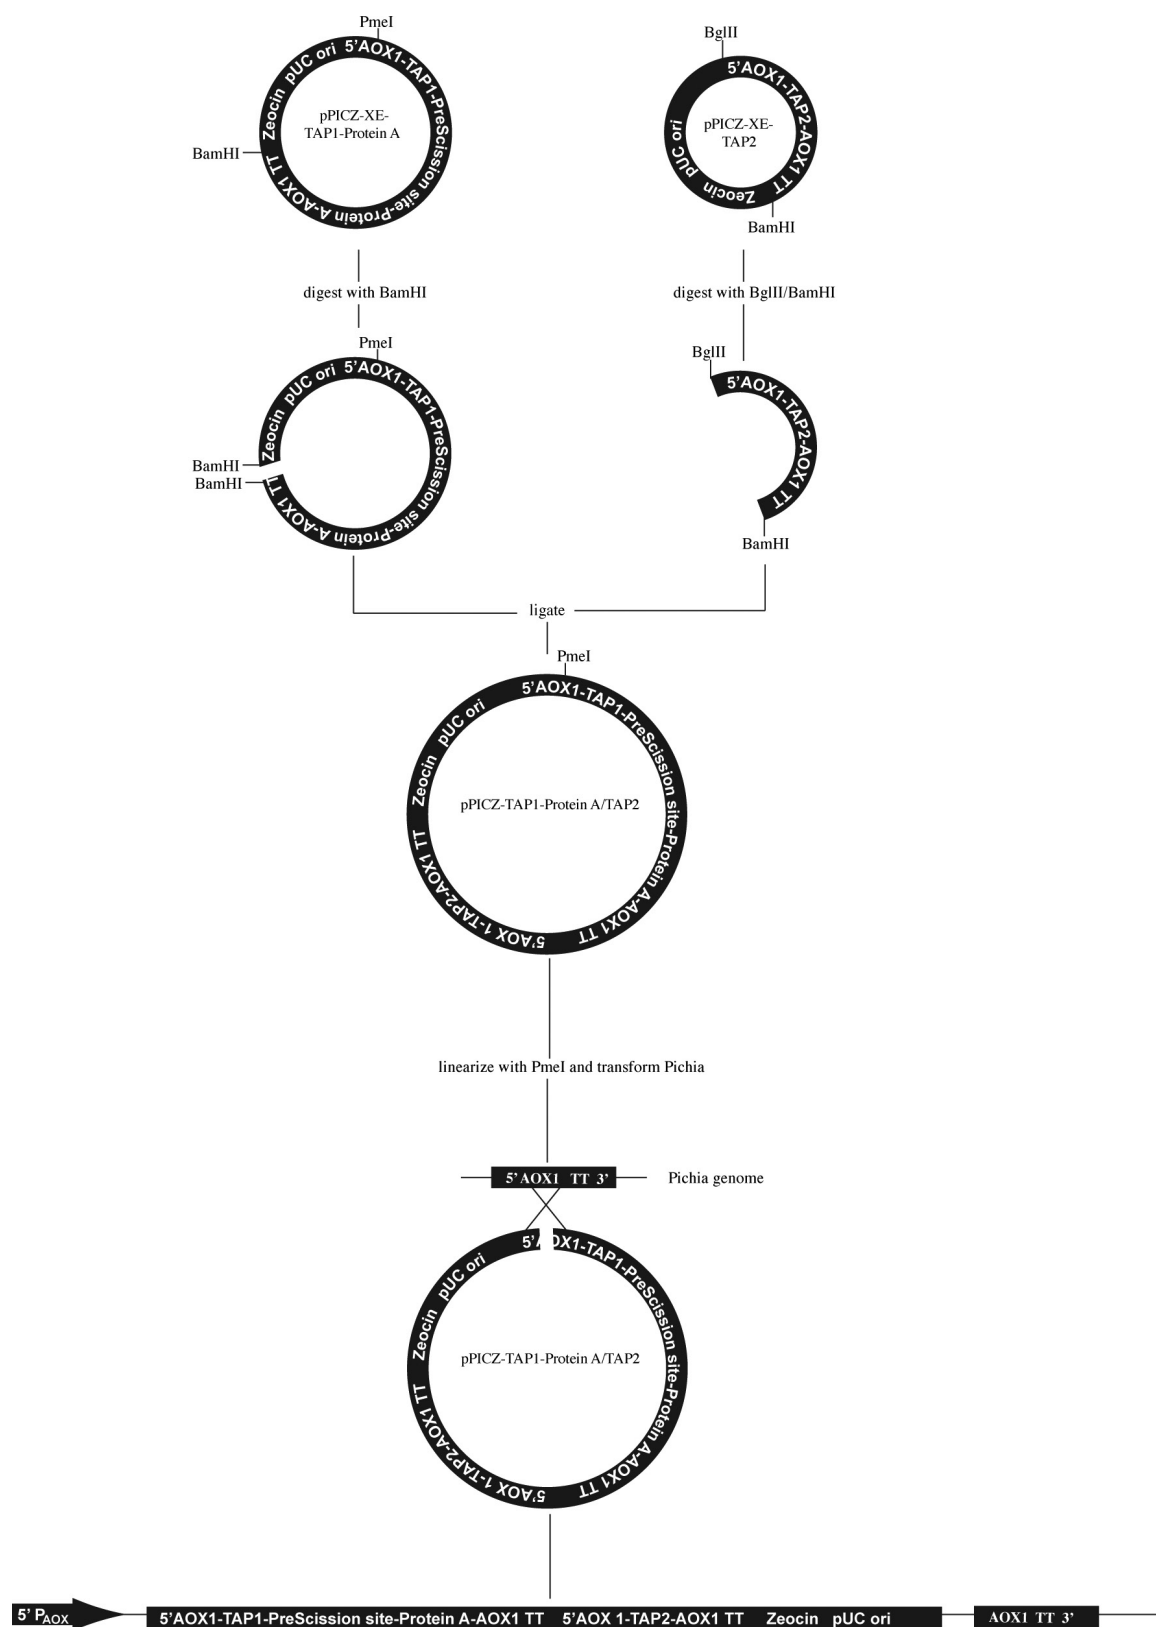 PmeI
5'AOX1-TAP1-PreScission site-Protein A-AOX1 TT Zeocin pUC ori
pPICZ-XE-
TAP1-Protein A
BamHI
BglII
5'AOX1-TAP2-AOX1 TT Zeocin pUC ori
pPICZ-XE-
TAP2
BamHI
digest with BamHI
digest with BglII/BamHI
PmeI
5'AOX1-TAP1-PreScission site-Protein A-AOX1 TT Zeocin pUC ori
BamHI
BamHI
BglII
5'AOX1-TAP2-AOX1 TT
BamHI
ligate
PmeI
5'AOX1-TAP1-PreScission site-Protein A-AOX1 TT 5'AOX 1-TAP2-AOX1 TT Zeocin pUC ori
pPICZ-TAP1-Protein A/TAP2
linearize with PmeI and transform Pichia
5'AOX1 TT 3'
Pichia genome
5'AOX1-TAP1-PreScission site-Protein A-AOX1 TT 5'AOX 1-TAP2-AOX1 TT Zeocin pUC ori
pPICZ-TAP1-Protein A/TAP2
5' PAOX
5'AOX1-TAP1-PreScission site-Protein A-AOX1 TT 5'AOX 1-TAP2-AOX1 TT Zeocin pUC ori
AOX1 TT 3'